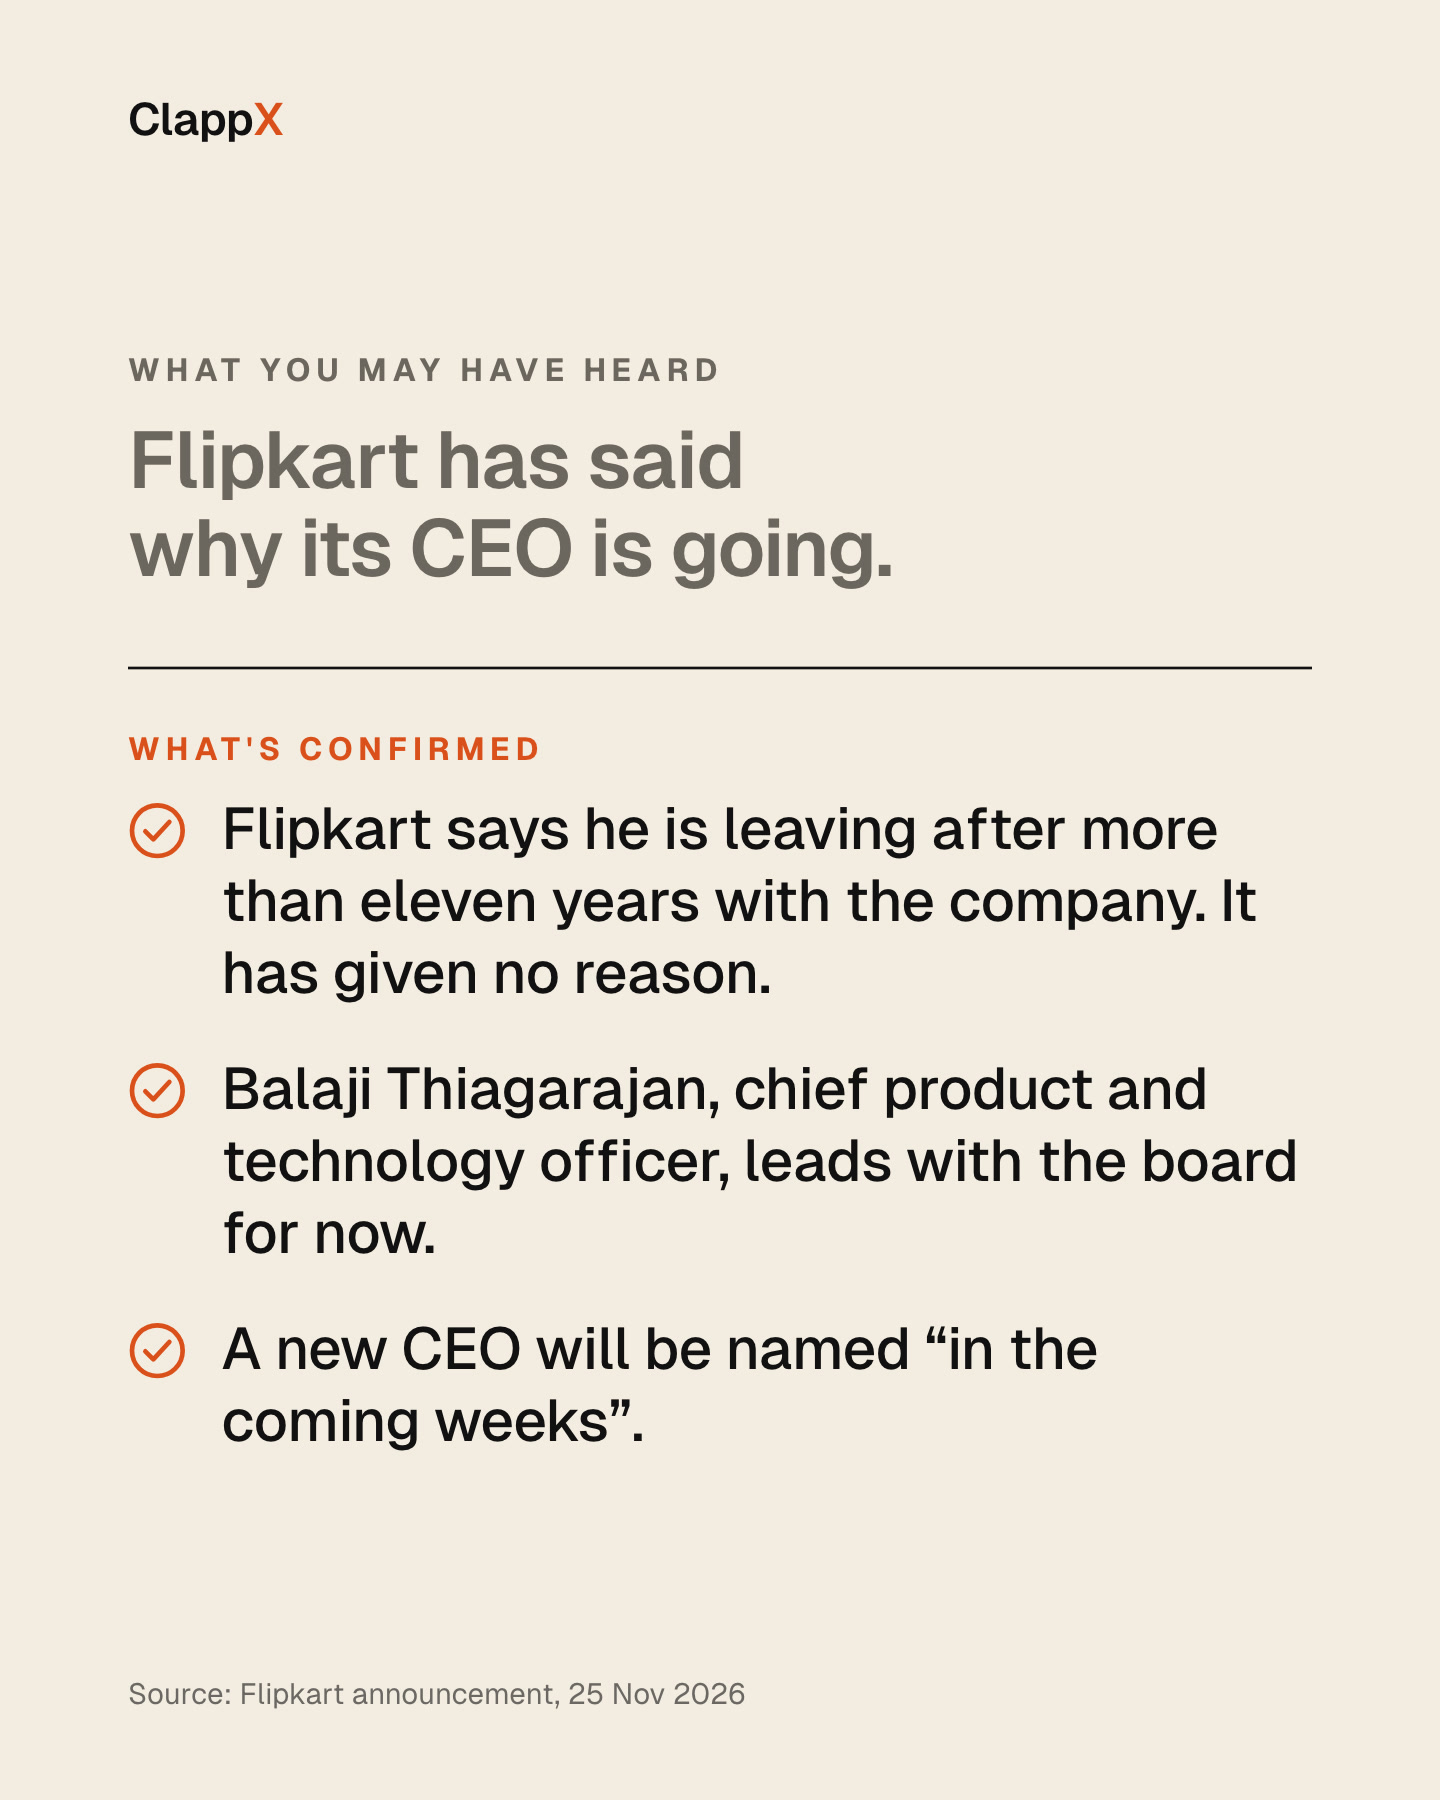 ClappX
WHAT YOU MAY HAVE HEARD
Flipkart has said
why its CEO is going.
WHAT'S CONFIRMED
Flipkart says he is leaving after more
than eleven years with the company. It
has given no reason.
Balaji Thiagarajan, chief product and
technology officer, leads with the board
for now.
A new CEO will be named “in the
coming weeks”.
Source: Flipkart announcement, 25 Nov 2026